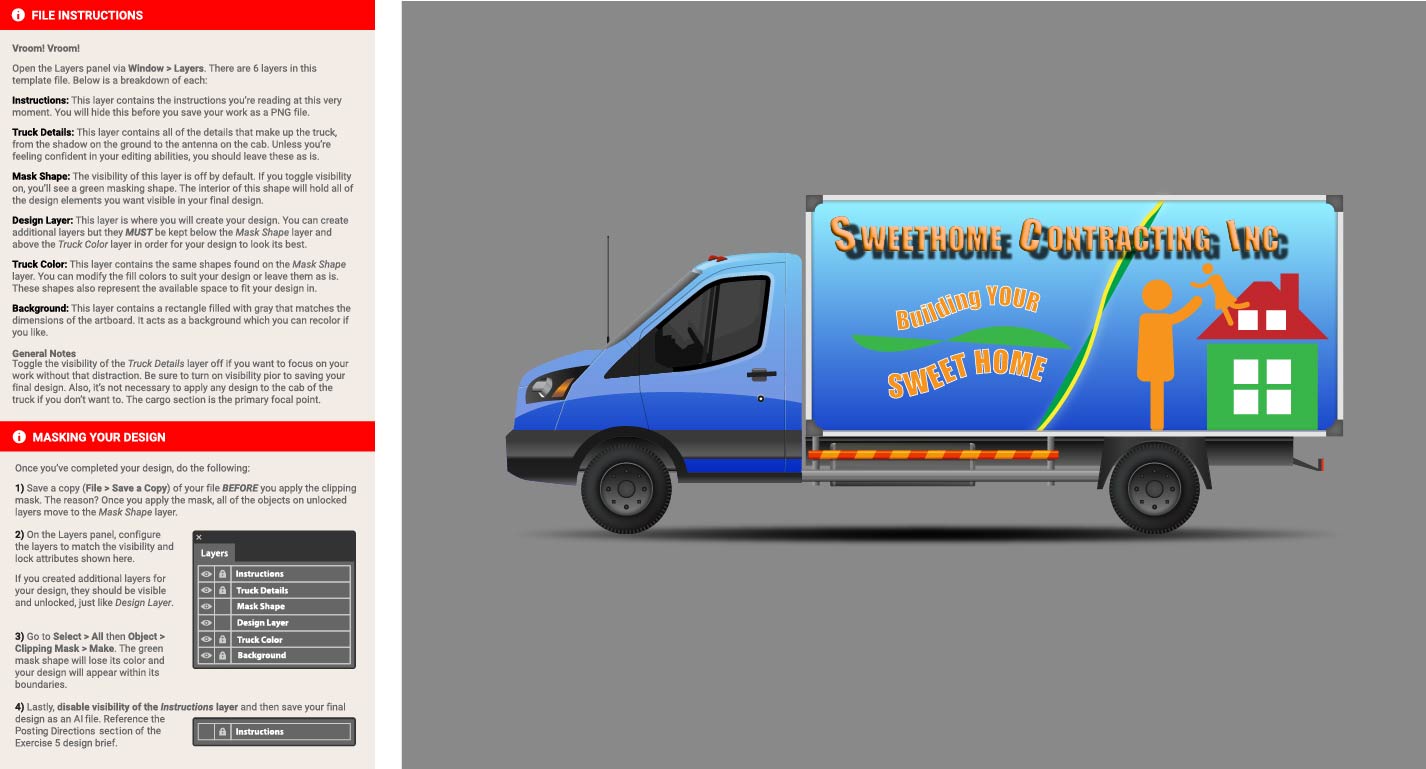 FILE INSTRUCTIONS
Vroom! Vroom!
Open the Layers panel via Window > Layers. There are 6 layers in this
template file. Below is a breakdown of each:
Instructions: This layer contains the instructions you're reading at this very
moment. You will hide this before you save your work as a PNG file.
Truck Details: This layer contains all of the details that make up the truck,
from the shadow on the ground to the antenna on the cab. Unless you're
feeling confident in your editing abilities, you should leave these as is.
Mask Shape: The visibility of this layer is off by default. If you toggle visibility
on, you'll see a green masking shape. The interior of this shape will hold all of
the design elements you want visible in your final design.
Design Layer: This layer is where you will create your design. You can create
additional layers but they MUST be kept below the Mask Shape layer and
above the Truck Color layer in order for your design to look its best.
Truck Color: This layer contains the same shapes found on the Mask Shape
layer. You can modify the fill colors to suit your design or leave them as is.
These shapes also represent the available space to fit your design in.
Background: This layer contains a rectangle filled with gray that matches the
dimensions of the artboard. It acts as a background which you can recolor if
you like.
General Notes
Toggle the visibility of the Truck Details layer off if you want to focus on your
work without that distraction. Be sure to turn on visibility pior to saving your
final design. Also, it's not necessary to apply any design to the cab of the
truck if you don't want to. The cargo section is the primary focal point.
MASKING YOUR DESIGN
Once you've completed your design, do the following:
1) Save a copy (File > Save a Copy) of your file BEFORE you apply the clipping
mask. The reason? Once you apply the mask, all of the objects on unlocked
layers move to the Mask Shape layer.
2) On the Layers panel, configure
the layers to match the visibility and
lock attributes shown here.
If you created additional layers for
your design, they should be visible
and unlocked, just like Design Layer.
3) Go to Select > All then Object >
Clipping Mask > Make. The green
mask shape will lose its color and
your design will appear within its
boundaries.
Layers
Instructions
Truck Details
Mask Shape
Design Layer
Truck Color
Background
4) Lastly, disable visibility of the Instructions layer and then save your final
design as an AI file. Reference the
Posting Directions section of the
Exercise 5 design brief.
Instructions
SWEETHOME CONTRACTING INC
Building YOUR
SWEET HOME